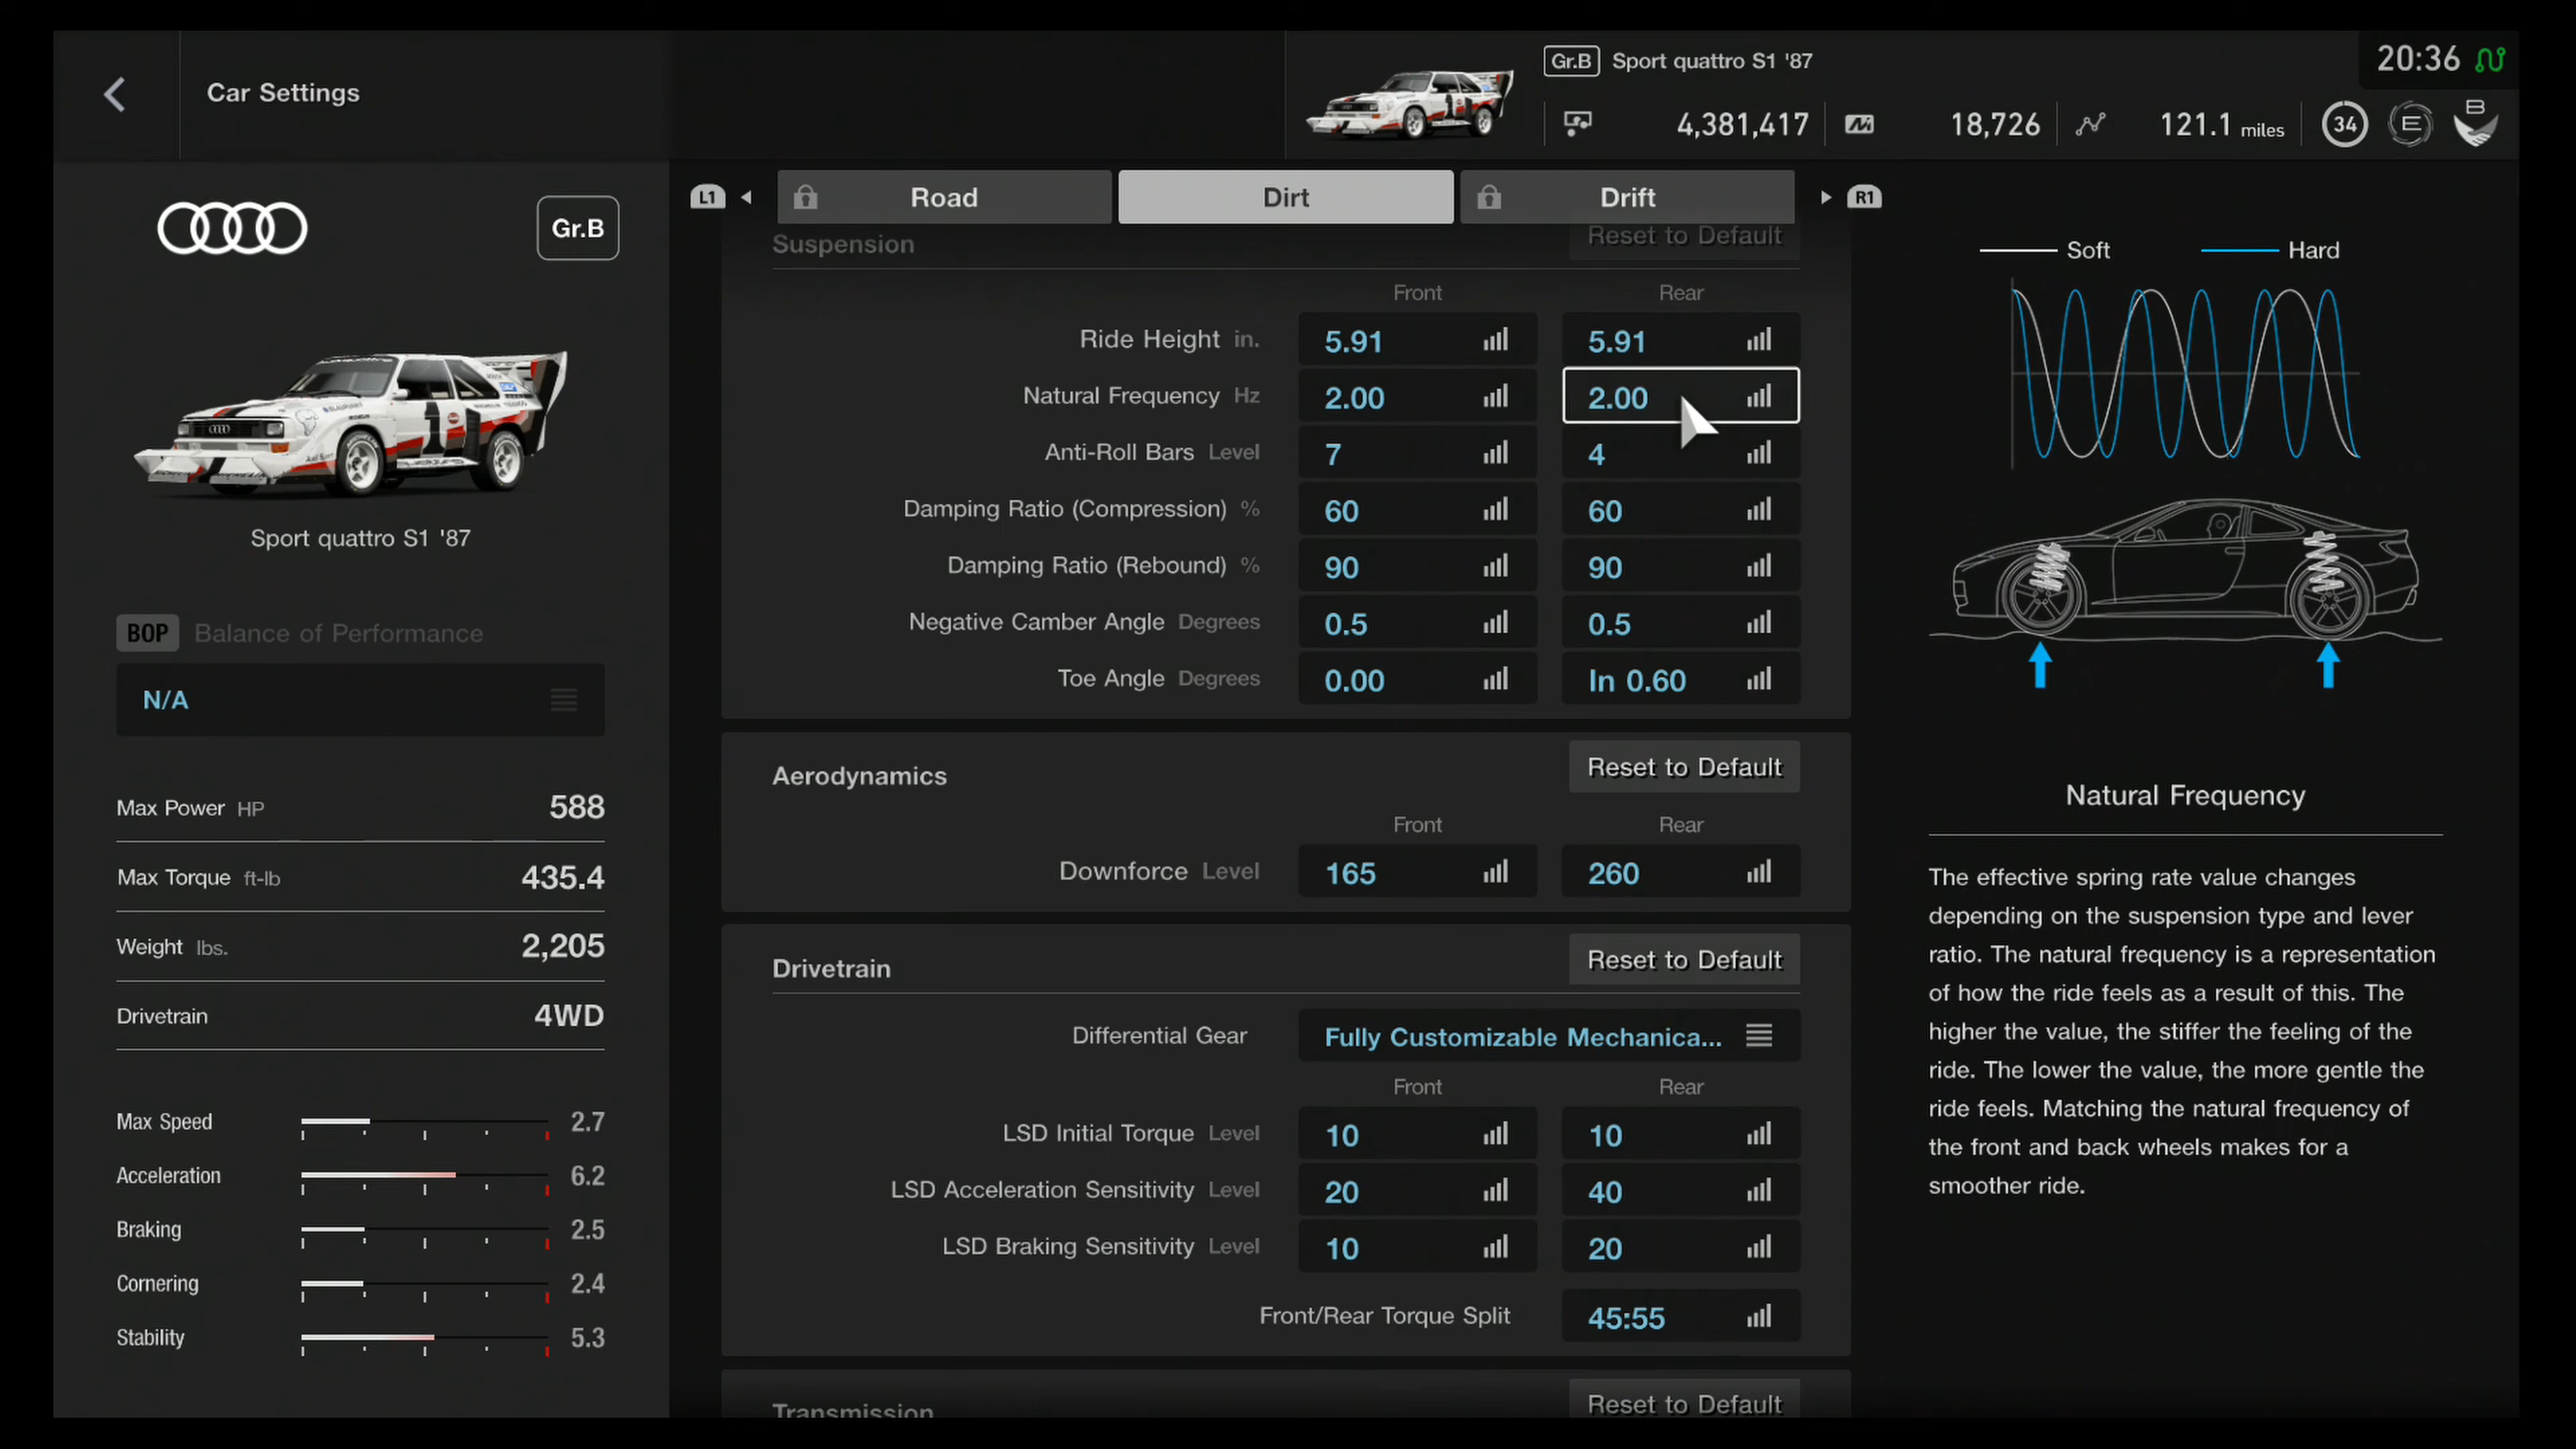 Car Settings
Gr.B Sport quattro S1 '87
20:36
4,381,417
18,726
121.1 miles
34
E
B
L1
Road
Dirt
Drift
R1
Gr.B
Sport quattro S1 '87
BOP Balance of Performance
N/A
Max Power HP 588
Max Torque ft-lb 435.4
Weight lbs. 2,205
Drivetrain 4WD
Max Speed 2.7
Acceleration 6.2
Braking 2.5
Cornering 2.4
Stability 5.3
Suspension Reset to Default
Front Rear
Ride Height in. 5.91 5.91
Natural Frequency Hz 2.00 2.00
Anti-Roll Bars Level 7 4
Damping Ratio (Compression) % 60 60
Damping Ratio (Rebound) % 90 90
Negative Camber Angle Degrees 0.5 0.5
Toe Angle Degrees 0.00 In 0.60
Aerodynamics Reset to Default
Front Rear
Downforce Level 165 260
Drivetrain Reset to Default
Differential Gear Fully Customizable Mechanica...
Front Rear
LSD Initial Torque Level 10 10
LSD Acceleration Sensitivity Level 20 40
LSD Braking Sensitivity Level 10 20
Front/Rear Torque Split 45:55
Transmission Reset to Default
Soft Hard
Natural Frequency
The effective spring rate value changes
depending on the suspension type and lever
ratio. The natural frequency is a representation
of how the ride feels as a result of this. The
higher the value, the stiffer the feeling of the
ride. The lower the value, the more gentle the
ride feels. Matching the natural frequency of
the front and back wheels makes for a
smoother ride.